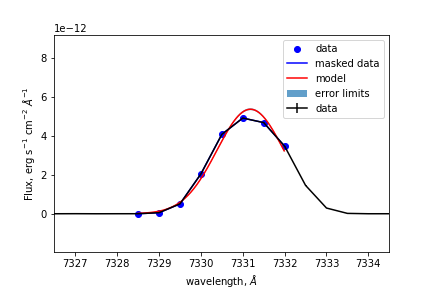 1e−12
8
6
4
2
0
Flux, erg s⁻¹ cm⁻² Å⁻¹
data
masked data
model
error limits
data
7327 7328 7329 7330 7331 7332 7333 7334
wavelength, Å